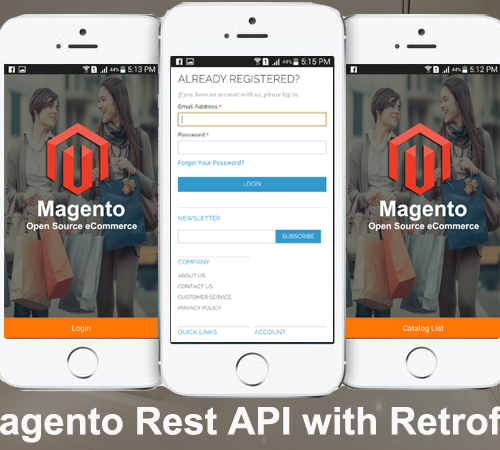 44% 5:13 PM
Magento
Open Source eCommerce
Login
44% 5:15 PM
ALREADY REGISTERED?
If you have an account with us, please log in.
Email Address *
Password *
Forgot Your Password?
LOGIN
NEWSLETTER
SUBSCRIBE
COMPANY
ABOUT US
CONTACT US
CUSTOMER SERVICE
PRIVACY POLICY
QUICK LINKS ACCOUNT
44% 5:12 PM
Magento
Open Source eCommerce
Catalog List
agento Rest API with Retrof